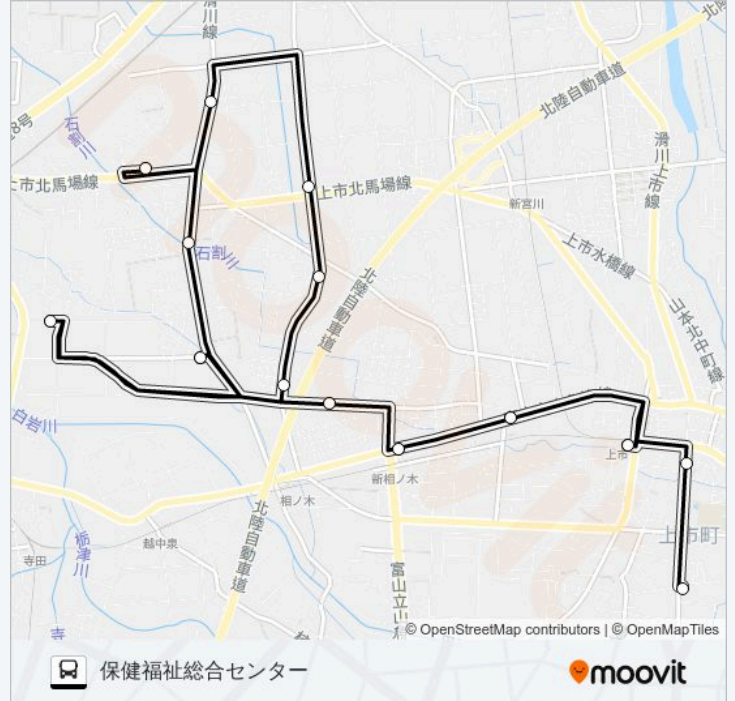 滑川線
北陸
北陸自動車道
8号
石割川
滑川上市線
上市北馬場線
上市北馬場線
新宮川
石割川
上市水橋線
北陸自動車道
山本北中町線
白岩川
上市
新相ノ木
相ノ木
北陸自動車道
上市町
越中泉
栃津川
寺田
富山立山
寺
© OpenStreetMap contributors | © OpenMapTiles
保健福祉総合センター
moovit